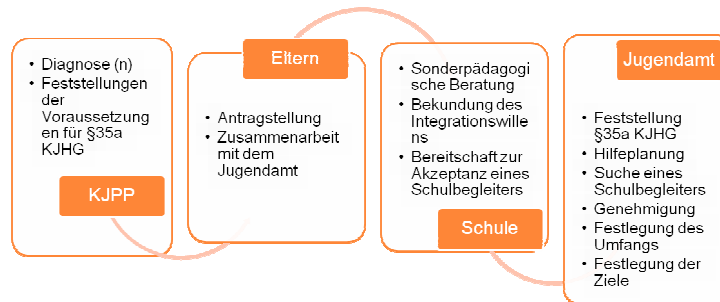 • Diagnose (n)
• Feststellungen
der
Voraussetzung
en für §35a
KJHG
KJPP
Eltern
• Antragstellung
• Zusammenarbeit
mit dem
Jugendamt
• Sonderpädagog
ische Beratung
• Bekundung des
Integrationswille
ns
• Bereitschaft zur
Akzeptanz eines
Schulbegleiters
Schule
Jugendamt
• Feststellung
§35a KJHG
• Hilfeplanung
• Suche eines
Schulbegleiters
• Genehmigung
• Festlegung des
Umfangs
• Festlegung der
Ziele